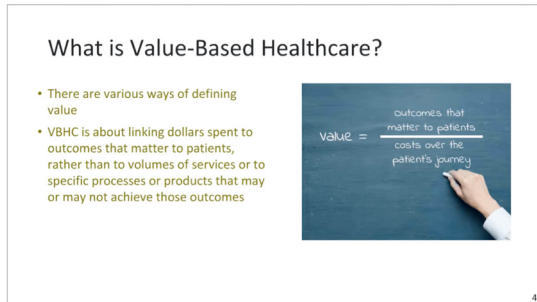 What is Value-Based Healthcare?
• There are various ways of defining
value
• VBHC is about linking dollars spent to
outcomes that matter to patients,
rather than to volumes of services or to
specific processes or products that may
or may not achieve those outcomes
value =
outcomes that
matter to patients
costs over the
patient's journey
4